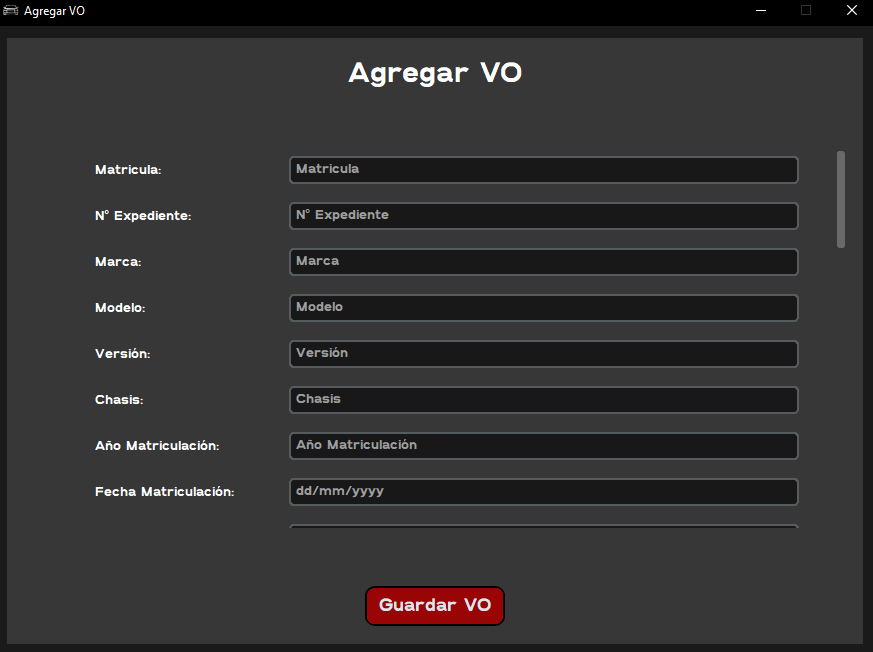 Agregar VO
Agregar VO
Matricula: Matricula
N° Expediente: N° Expediente
Marca: Marca
Modelo: Modelo
Versión: Versión
Chasis: Chasis
Año Matriculación: Año Matriculación
Fecha Matriculación: dd/mm/yyyy
Guardar VO